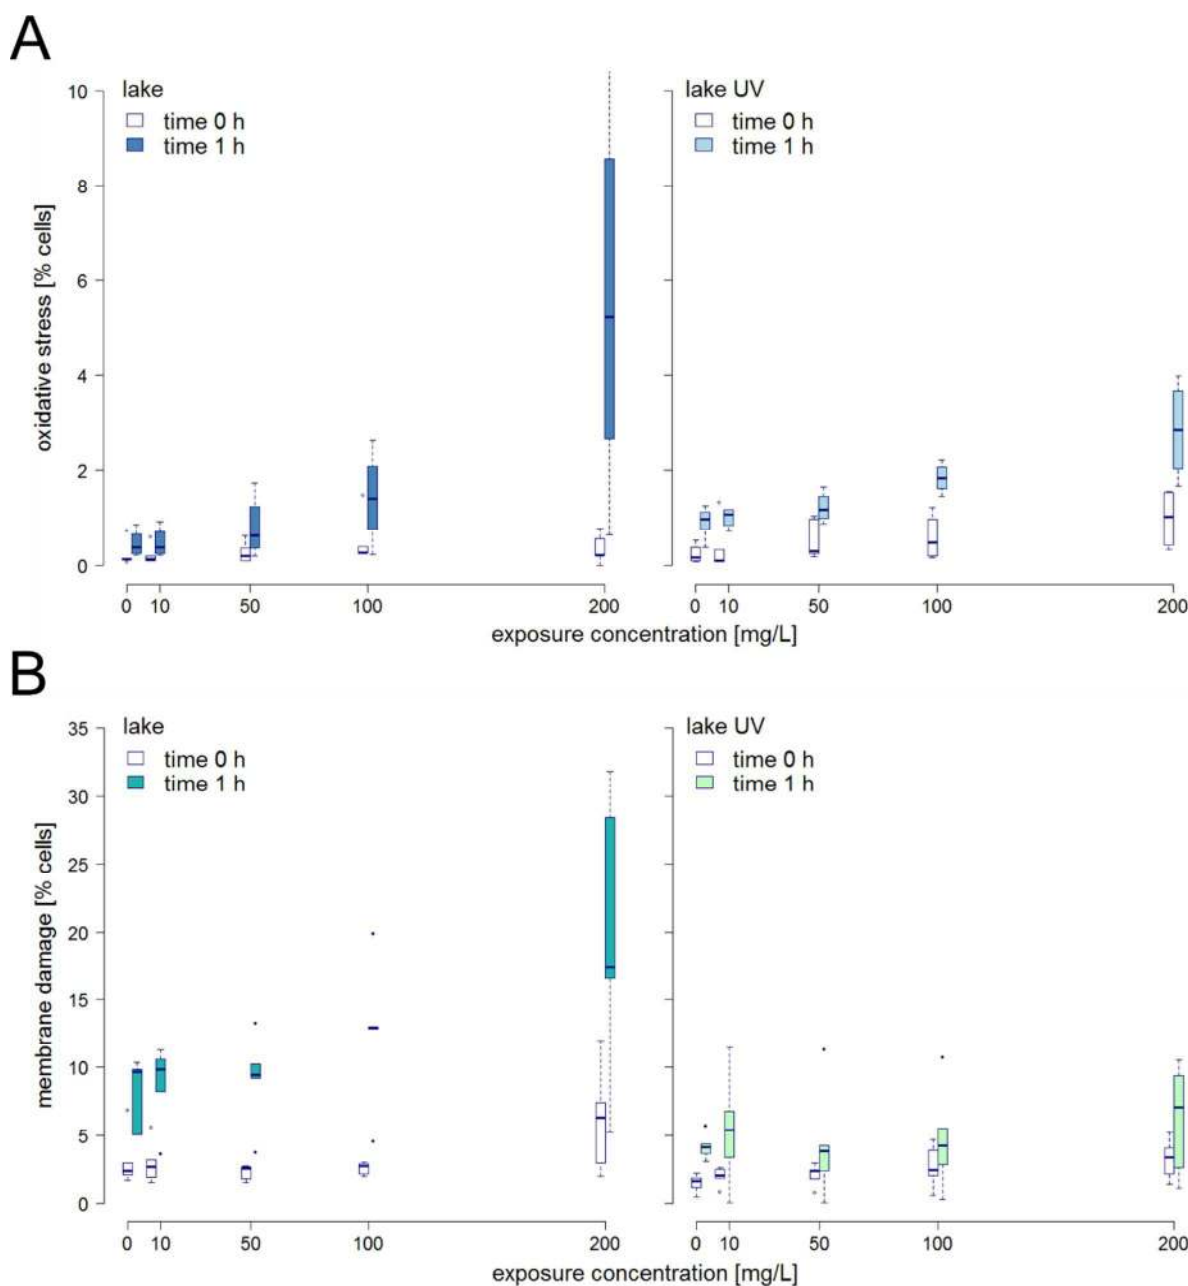 A
lake
time 0 h
time 1 h
lake UV
time 0 h
time 1 h
oxidative stress [% cells]
10
8
6
4
2
0
0 10 50 100 200
0 10 50 100 200
exposure concentration [mg/L]
B
lake
time 0 h
time 1 h
lake UV
time 0 h
time 1 h
membrane damage [% cells]
35
30
25
20
15
10
5
0
0 10 50 100 200
0 10 50 100 200
exposure concentration [mg/L]